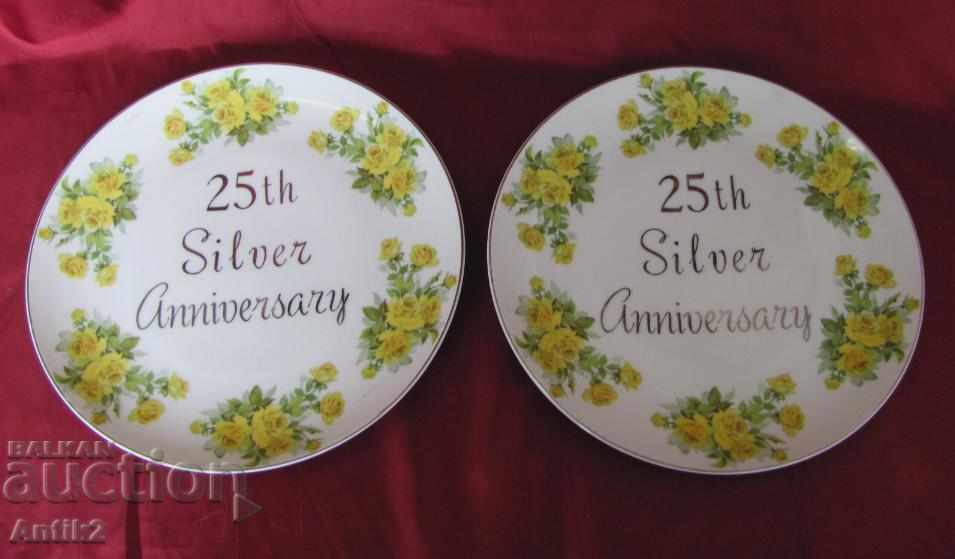 25th
Silver
Anniversary
25th
Silver
Anniversary
BALKAN
auction
Antik2